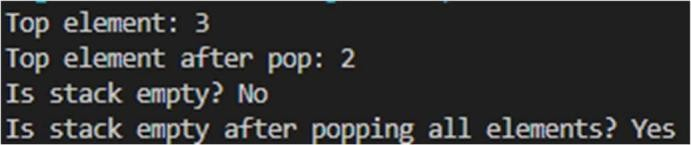 Top element: 3
Top element after pop: 2
Is stack empty? No
Is stack empty after popping all elements? Yes